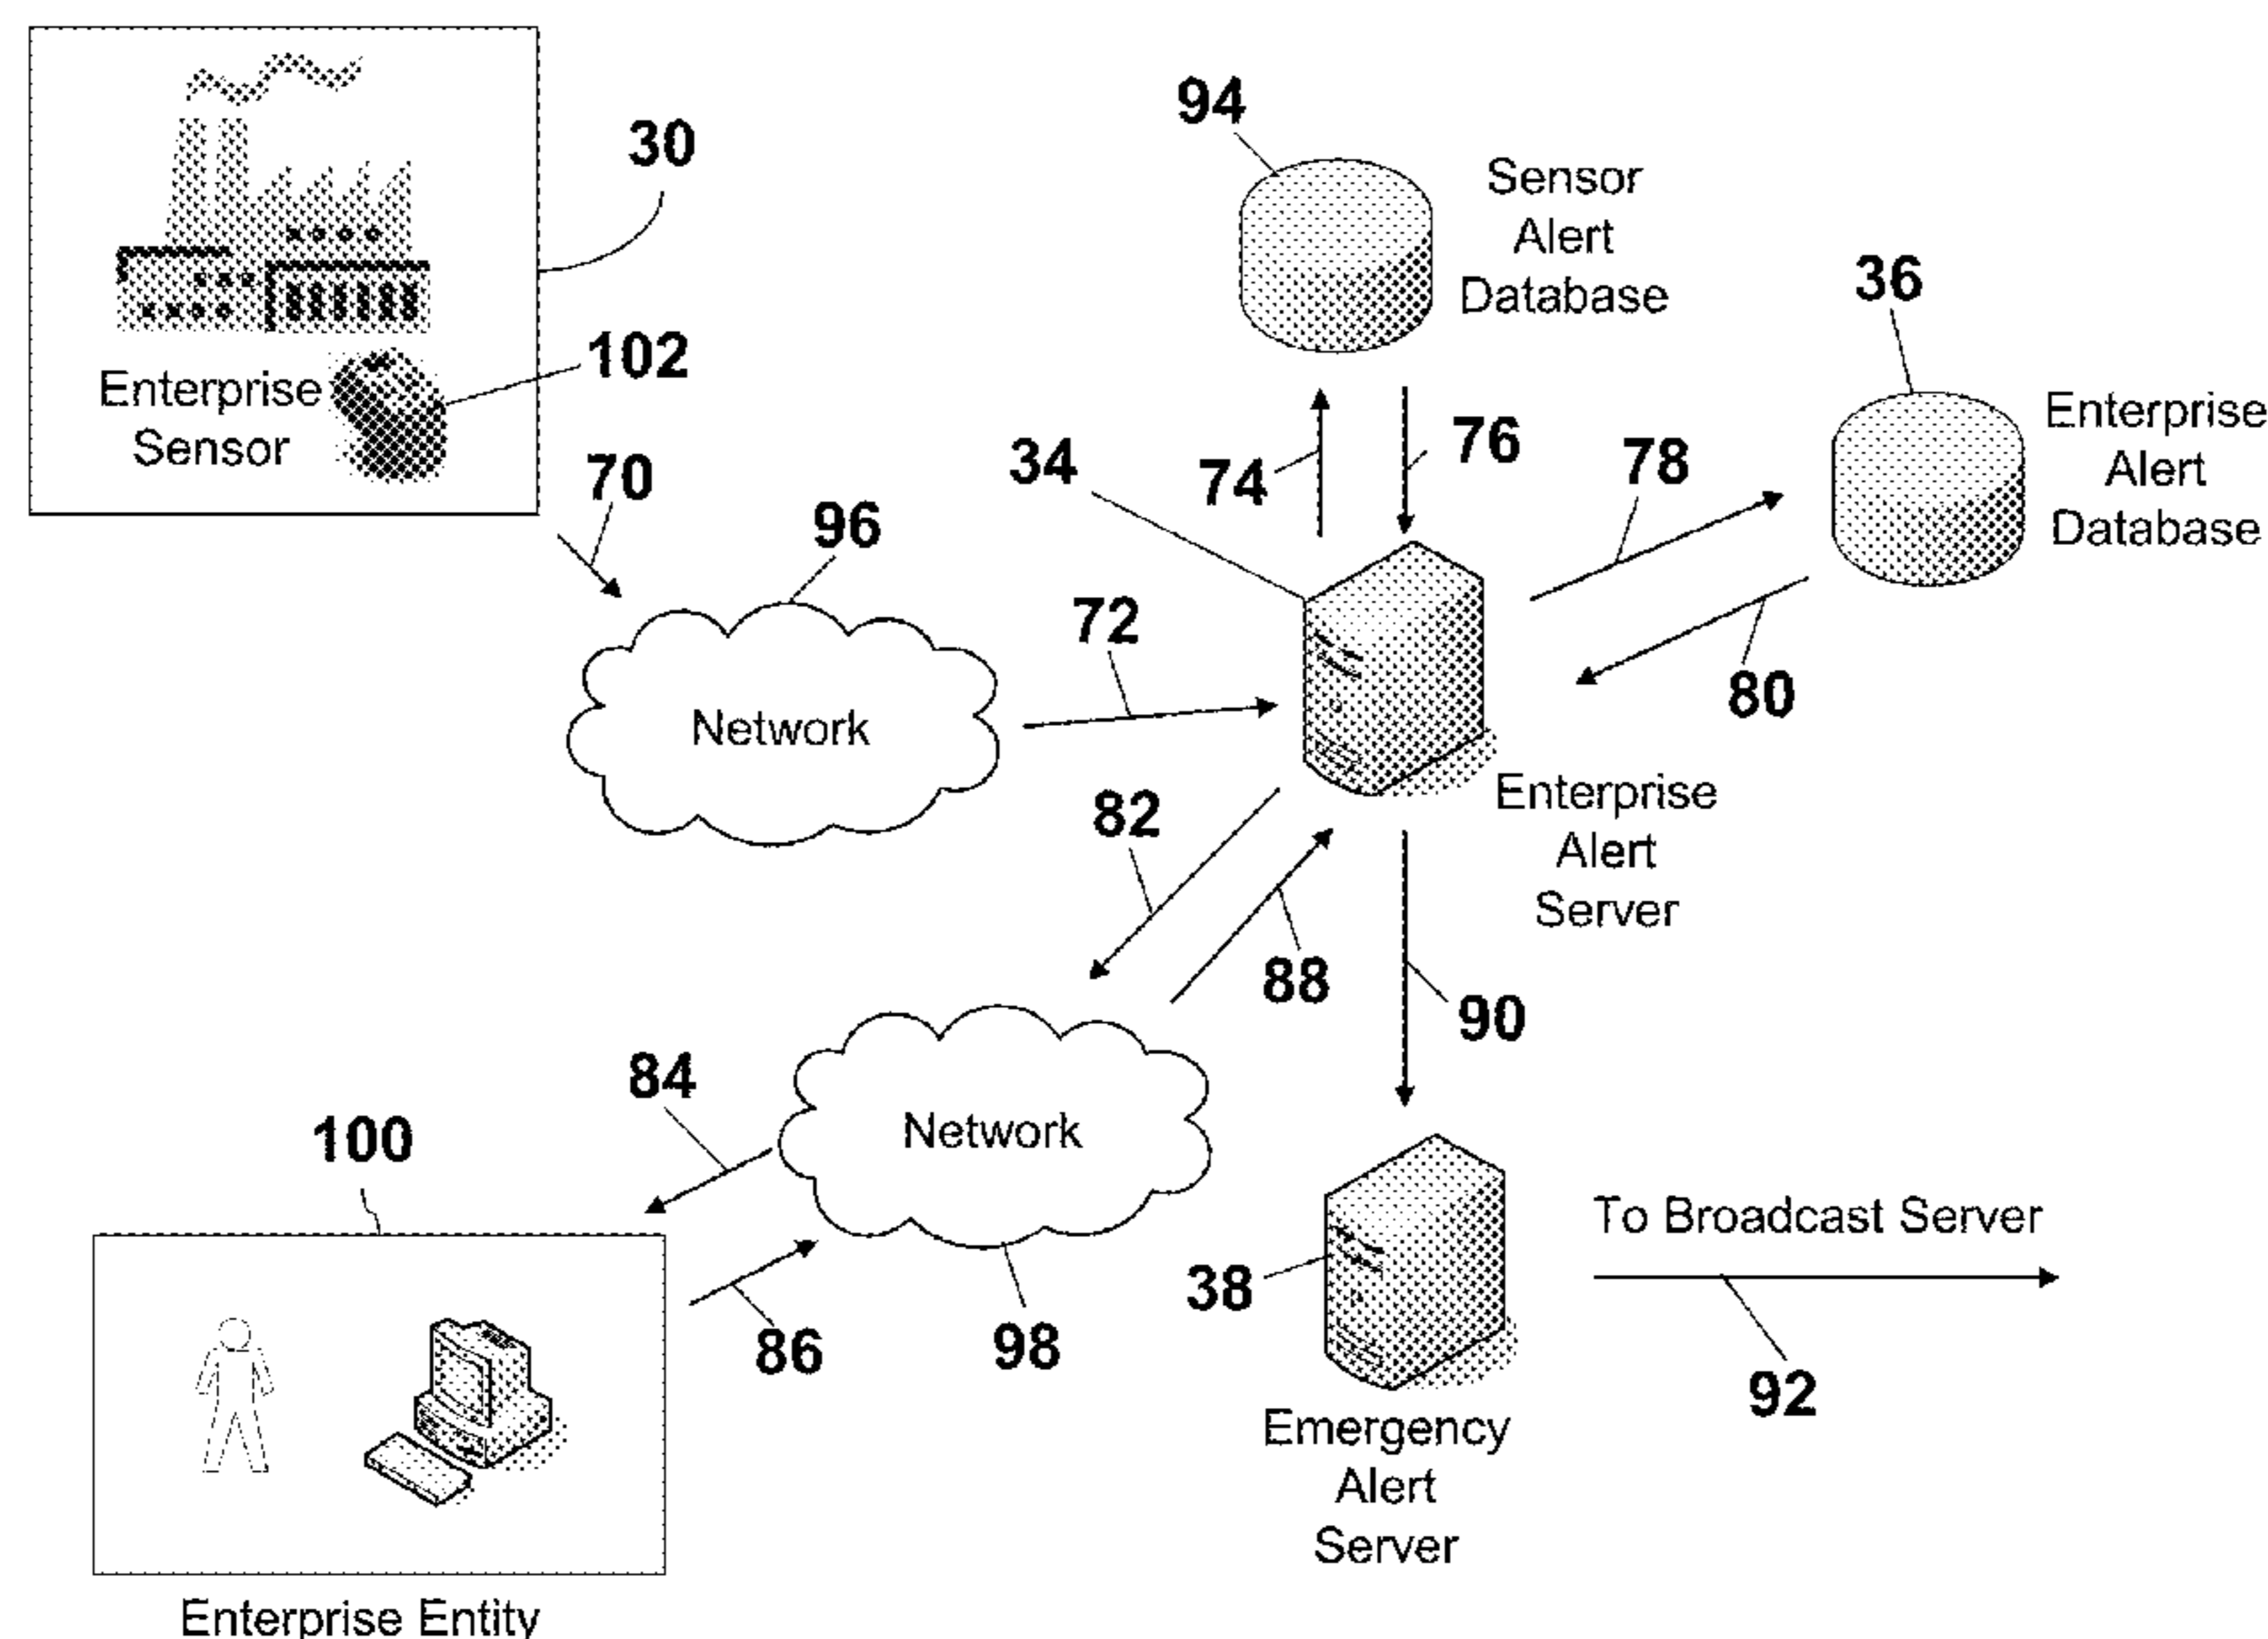 30
94
Sensor
Alert
Database
36
102
Enterprise
Sensor
70
34
74
76
78
Enterprise
Alert
Database
96
72
80
Network
82
Enterprise
Alert
Server
88
90
84
100
Network
To Broadcast Server
38
86
98
92
Emergency
Alert
Server
Enterprise Entity